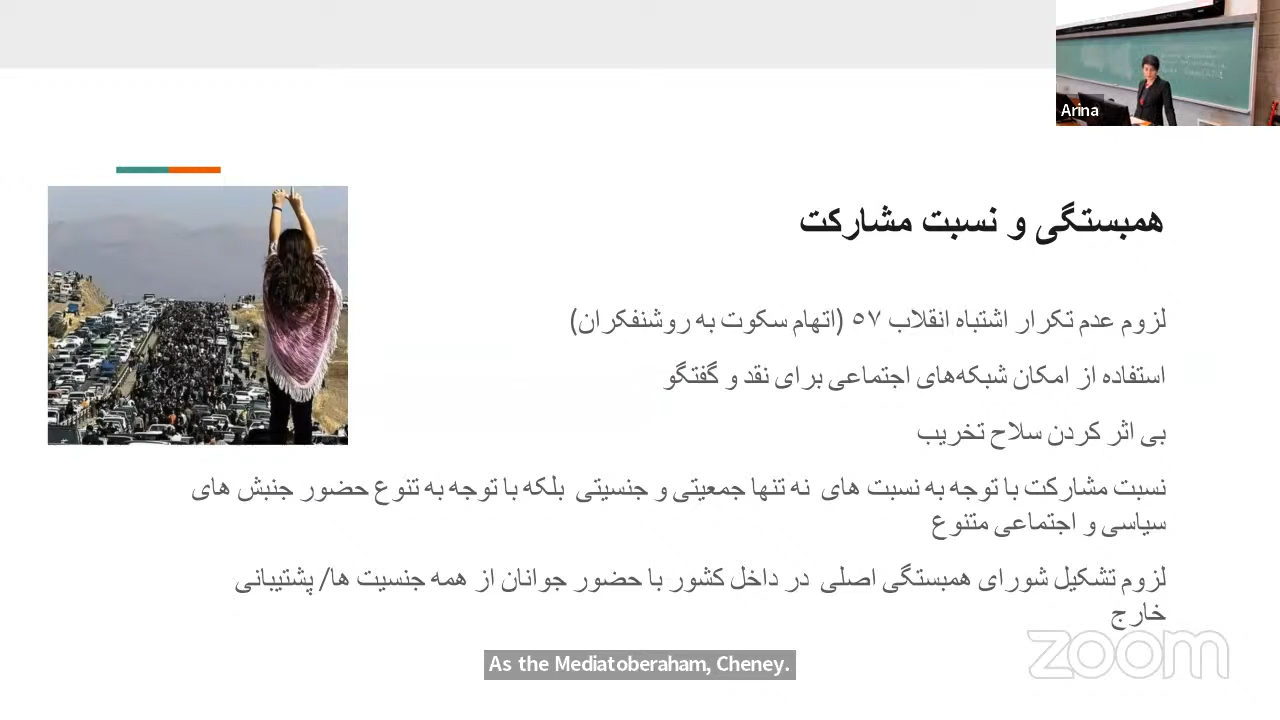 Arina
همبستگی و نسبت مشارکت
لزوم عدم تکرار اشتباه انقلاب ۵۷ (اتهام سکوت به روشنفکران)
استفاده از امکان شبکه‌های اجتماعی برای نقد و گفتگو
بی اثر کردن سلاح تخریب
نسبت مشارکت با توجه به نسبت های نه تنها جمعیتی و جنسیتی بلکه با توجه به تنوع حضور جنبش های
سیاسی و اجتماعی متنوع
لزوم تشکیل شورای همبستگی اصلی در داخل کشور با حضور جوانان از همه جنسیت ها/ پشتیبانی
خارج
As the Mediatoberaham, Cheney.
zoom